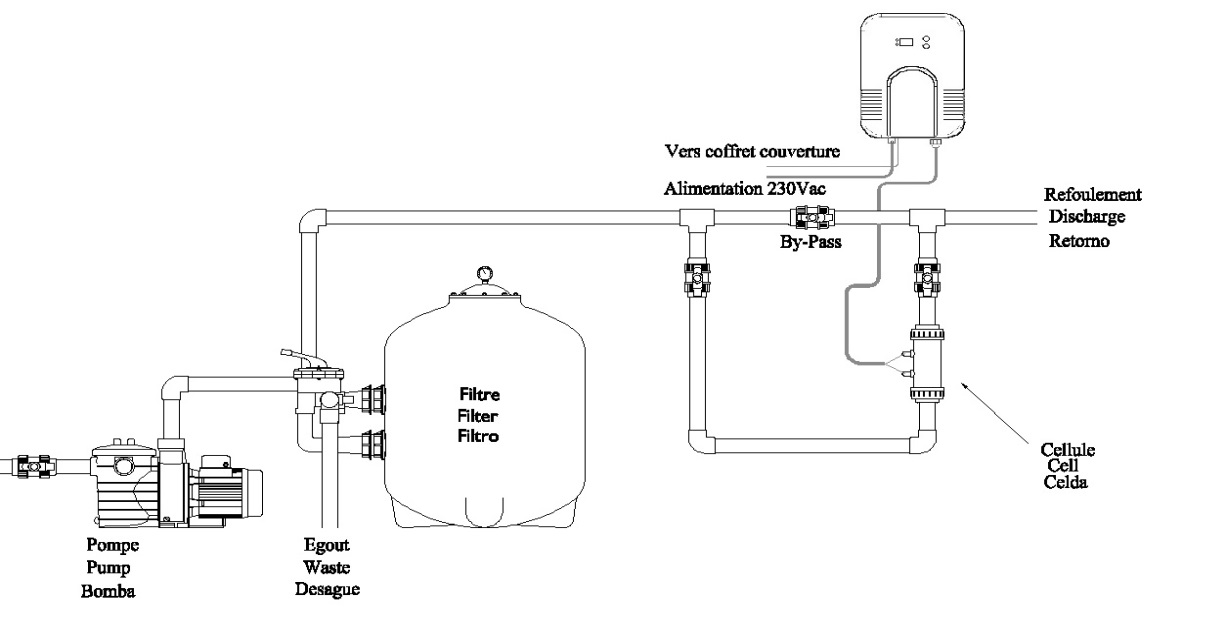 Vers coffret couverture
Alimentation 230Vac
Refoulement
Discharge
Retorno
By-Pass
Filtre
Filter
Filtro
Cellule
Cell
Celda
Pompe
Pump
Bomba
Egout
Waste
Desague